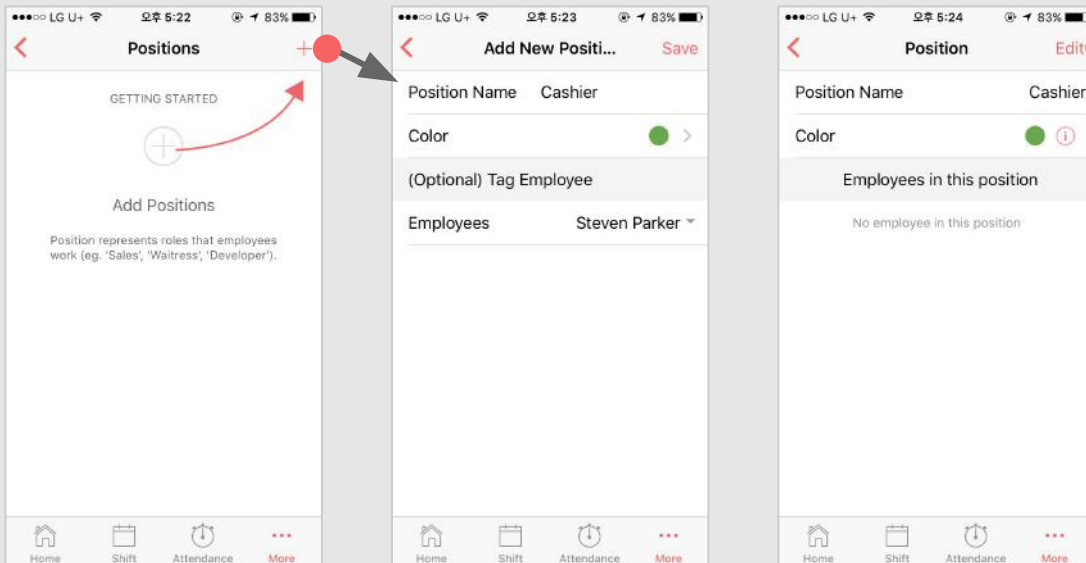 LG U+ 오후 5:22 83%
Positions
GETTING STARTED
Add Positions
Position represents roles that employees
work (eg. 'Sales', 'Waitress', 'Developer').
Home Shift Attendance More
LG U+ 오후 5:23 83%
Add New Positi... Save
Position Name Cashier
Color
(Optional) Tag Employee
Employees Steven Parker
Home Shift Attendance More
LG U+ 오후 5:24 83%
Position Edit
Position Name Cashier
Color
Employees in this position
No employee in this position
Home Shift Attendance More